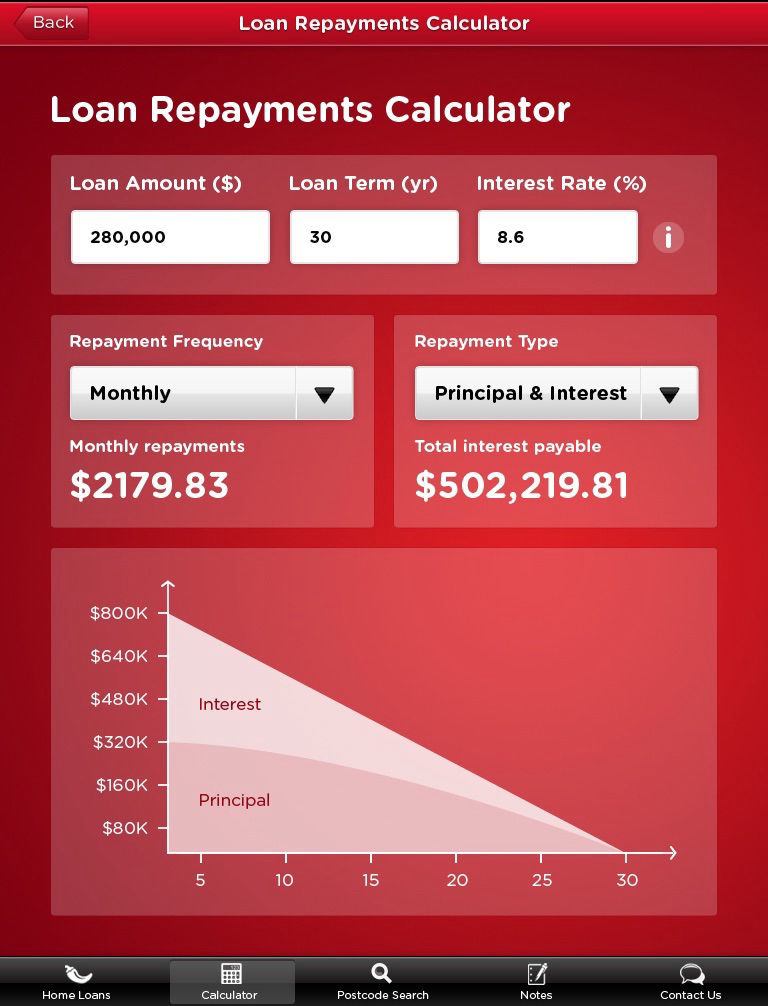 Back
Loan Repayments Calculator
Loan Repayments Calculator
Loan Amount ($) Loan Term (yr) Interest Rate (%)
280,000 30 8.6 i
Repayment Frequency
Monthly
Monthly repayments
$2179.83
Repayment Type
Principal & Interest
Total interest payable
$502,219.81
$800K
$640K
$480K
$320K
$160K
$80K
Interest
Principal
5 10 15 20 25 30
Home Loans Calculator Postcode Search Notes Contact Us